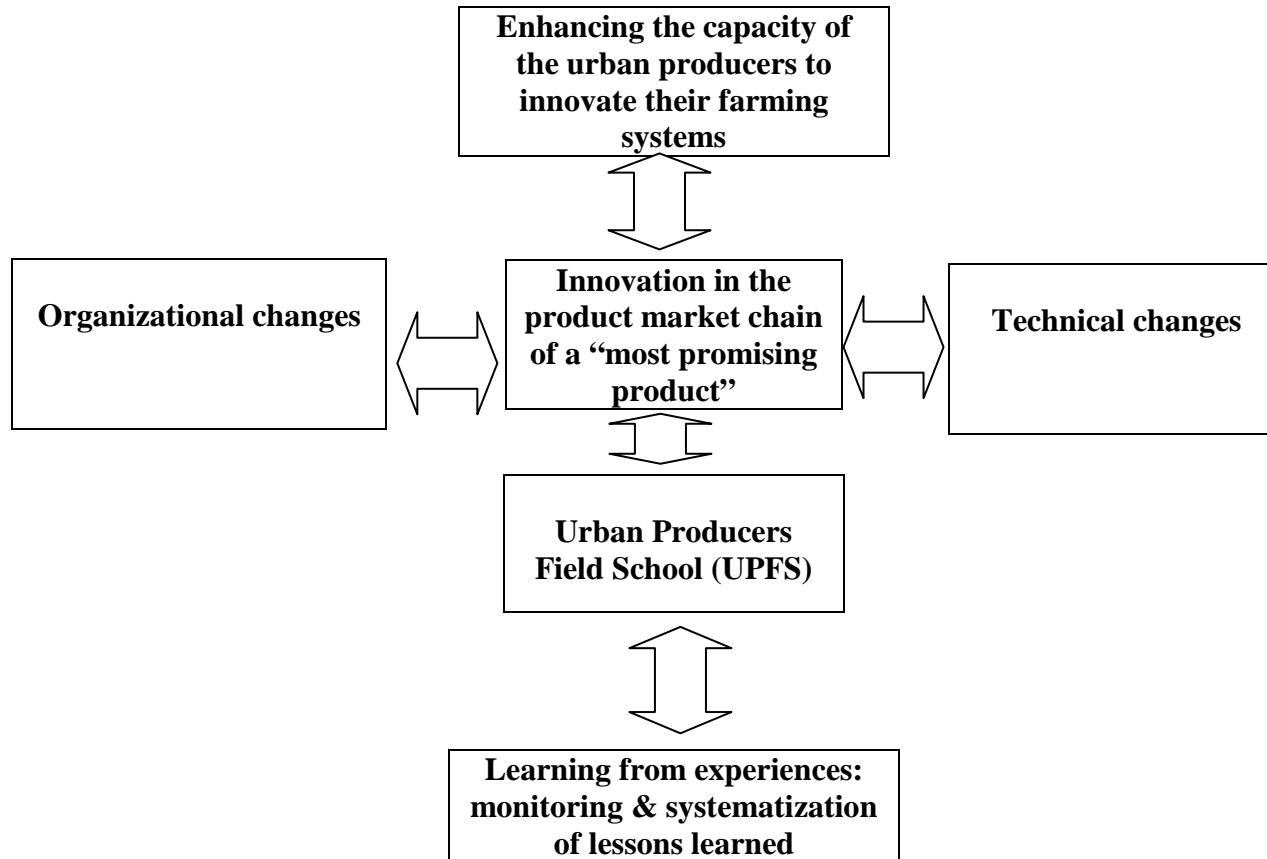 Enhancing the capacity of
the urban producers to
innovate their farming
systems
Organizational changes
Innovation in the
product market chain
of a “most promising
product”
Technical changes
Urban Producers
Field School (UPFS)
Learning from experiences:
monitoring & systematization
of lessons learned